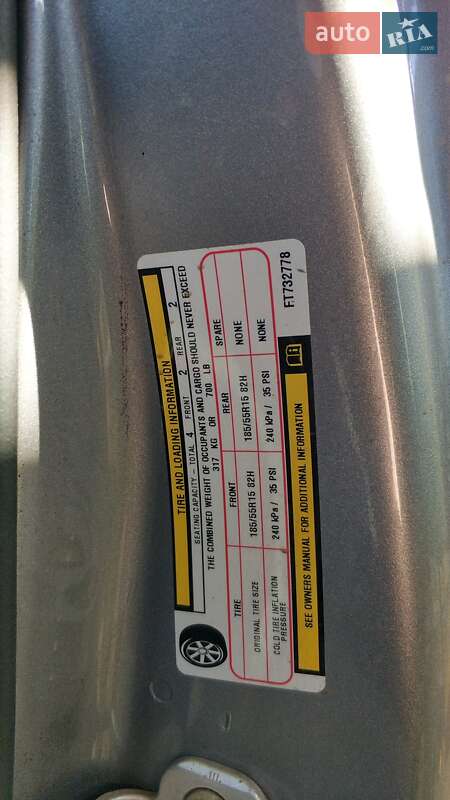 auto RIA.com
TIRE AND LOADING INFORMATION
SEATING CAPACITY - TOTAL 4 FRONT 2 REAR 2
THE COMBINED WEIGHT OF OCCUPANTS AND CARGO SHOULD NEVER EXCEED
317 KG OR 700 LB
TIRE FRONT REAR SPARE
ORIGINAL TIRE SIZE 185/55R15 82H 185/55R15 82H NONE
COLD TIRE INFLATION PRESSURE 240 kPa / 35 PSI 240 kPa / 35 PSI NONE
SEE OWNERS MANUAL FOR ADDITIONAL INFORMATION
FT732778